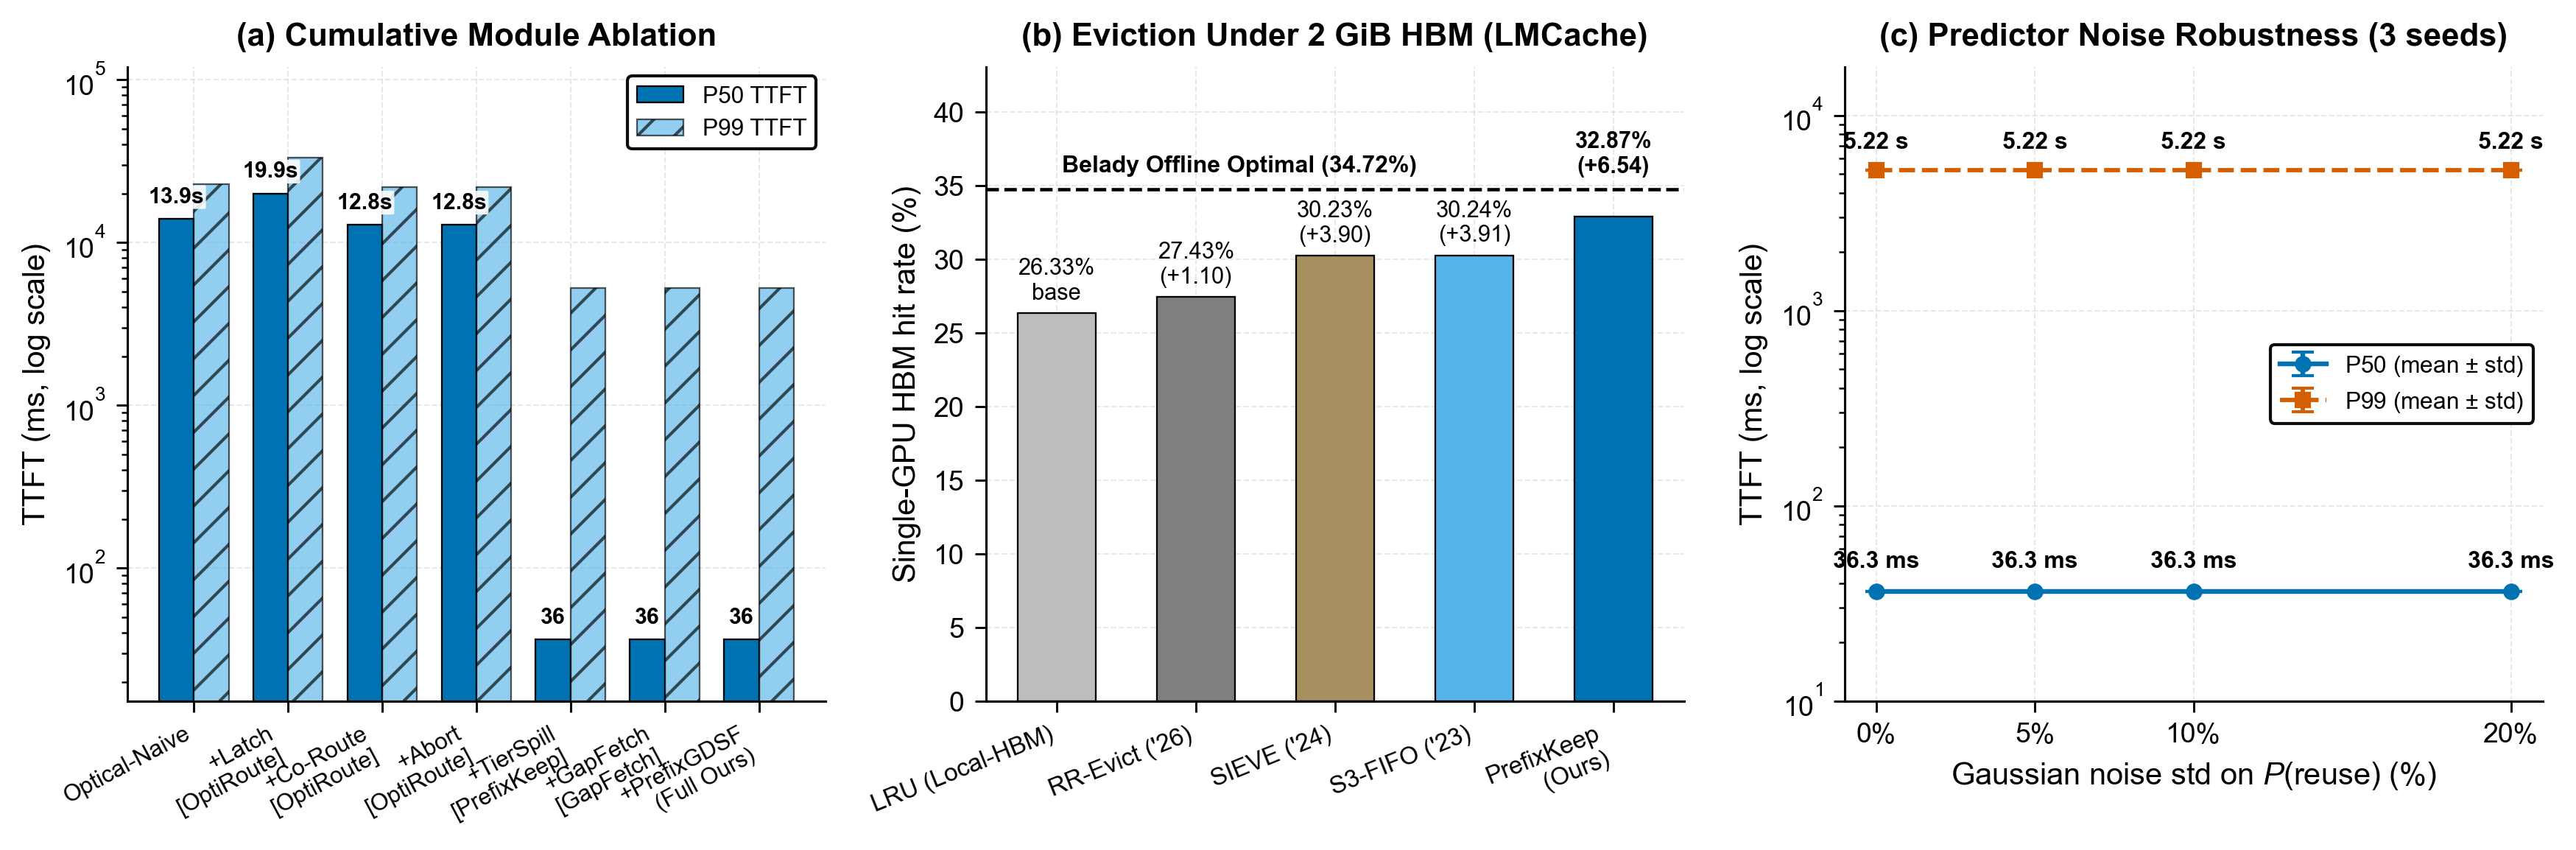 (a) Cumulative Module Ablation
TTFT (ms, log scale)
10^5
10^4
10^3
10^2
P50 TTFT
P99 TTFT
13.9s
19.9s
12.8s
12.8s
36
36
36
Optical-Naive
+Latch
[OptiRoute]
+Co-Route
[OptiRoute]
+Abort
[OptiRoute]
+TierSpill
[PrefixKeep]
+GapFetch
[GapFetch]
+PrefixGDSF
(Full Ours)
(b) Eviction Under 2 GiB HBM (LMCache)
Single-GPU HBM hit rate (%)
40
35
30
25
20
15
10
5
0
Belady Offline Optimal (34.72%)
26.33%
base
27.43%
(+1.10)
30.23%
(+3.90)
30.24%
(+3.91)
32.87%
(+6.54)
LRU (Local-HBM)
RR-Evict ('26)
SIEVE ('24)
S3-FIFO ('23)
PrefixKeep
(Ours)
(c) Predictor Noise Robustness (3 seeds)
TTFT (ms, log scale)
10^4
10^3
10^2
10^1
5.22 s
5.22 s
5.22 s
5.22 s
P50 (mean ± std)
P99 (mean ± std)
36.3 ms
36.3 ms
36.3 ms
36.3 ms
0%
5%
10%
20%
Gaussian noise std on P(reuse) (%)